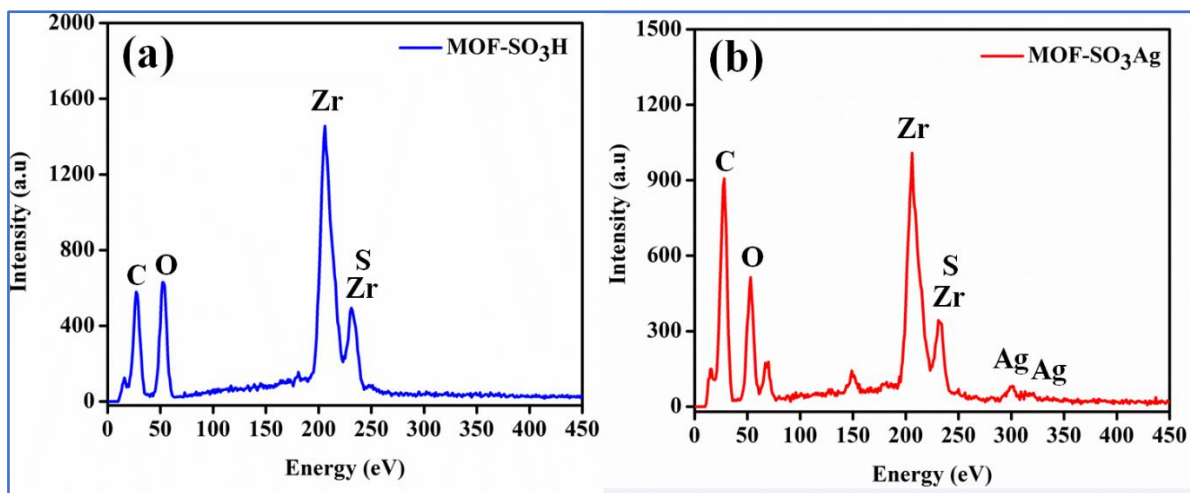 (a)
MOF-SO₃H
2000
1600
1200
800
400
0
Intensity (a.u)
C
O
Zr
S
Zr
0 50 100 150 200 250 300 350 400 450
Energy (eV)
(b)
MOF-SO₃Ag
1500
1200
900
600
300
0
Intensity (a.u)
C
O
Zr
S
Zr
Ag Ag
0 50 100 150 200 250 300 350 400 450
Energy (eV)